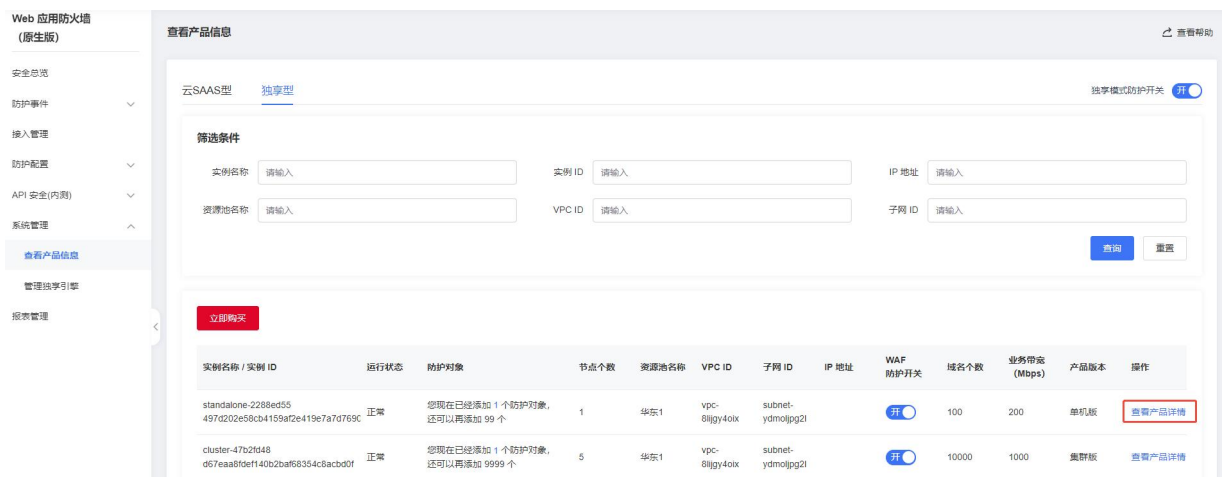 Web 应用防火墙
（原生版）
安全总览
防护事件
接入管理
防护配置
API 安全(内测)
系统管理
查看产品信息
管理独享引擎
报表管理
查看产品信息
查看帮助
云SAAS型 独享型
独享模式防护开关 开
筛选条件
实例名称 请输入 实例 ID 请输入 IP 地址 请输入
资源池名称 请输入 VPC ID 请输入 子网 ID 请输入
查询 重置
立即购买
实例名称 / 实例 ID 运行状态 防护对象 节点个数 资源池名称 VPC ID 子网 ID IP 地址 WAF 防护开关 域名个数 业务带宽（Mbps） 产品版本 操作
standalone-2288ed55 您现在已经添加 1 个防护对象, vpc- subnet-
497d202e58cb4159af2e419e7a7d769C 正常 还可以再添加 99 个 1 华东1 8lijgy4oix ydmoljpg2l 开 100 200 单机版 查看产品详情
cluster-47b2fd48 您现在已经添加 1 个防护对象, vpc- subnet-
d67eaa8fdef140b2baf68354c8acbd0f 正常 还可以再添加 9999 个 5 华东1 8lijgy4oix ydmoljpg2l 开 10000 1000 集群版 查看产品详情